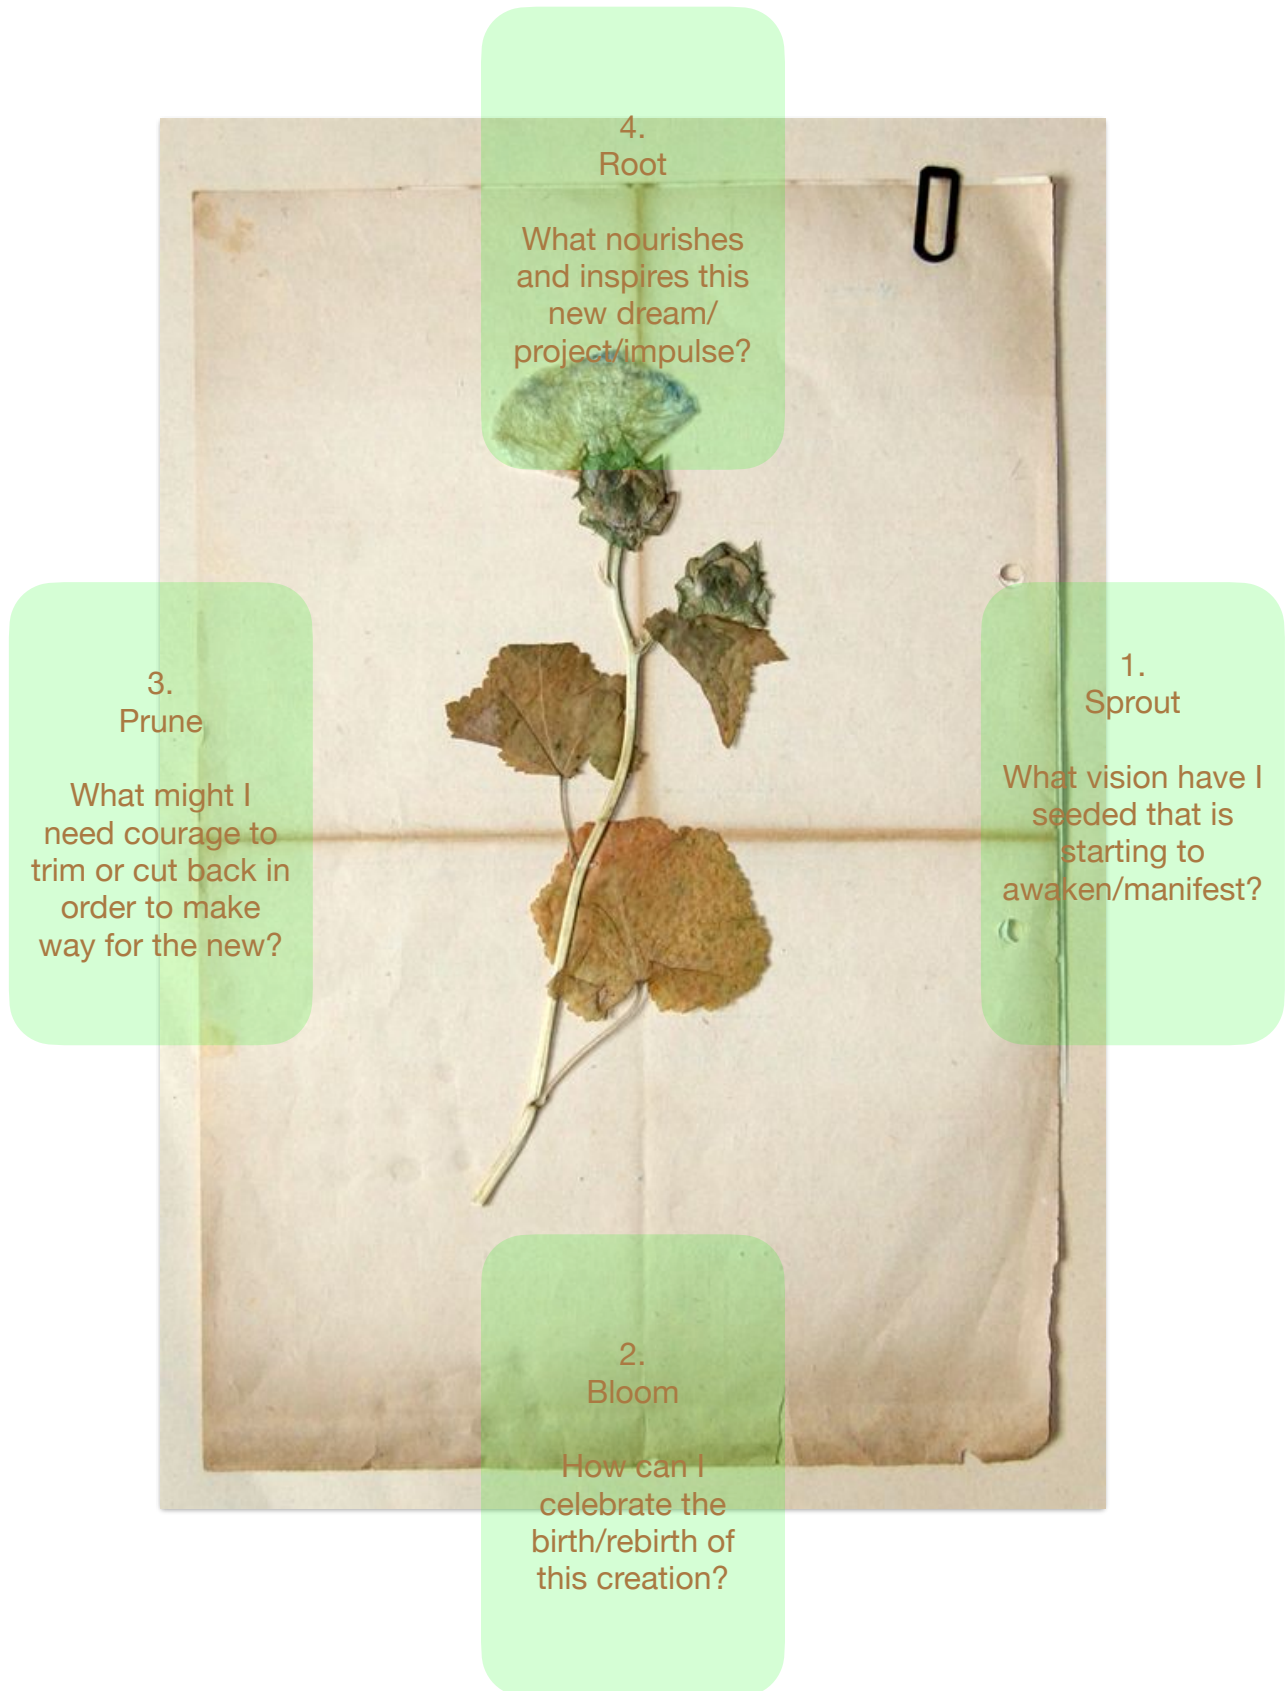 4.
Root
What nourishes
and inspires this
new dream/
project/impulse?
3.
Prune
What might I
need courage to
trim or cut back in
order to make
way for the new?
1.
Sprout
What vision have I
seeded that is
starting to
awaken/manifest?
2.
Bloom
How can I
celebrate the
birth/rebirth of
this creation?